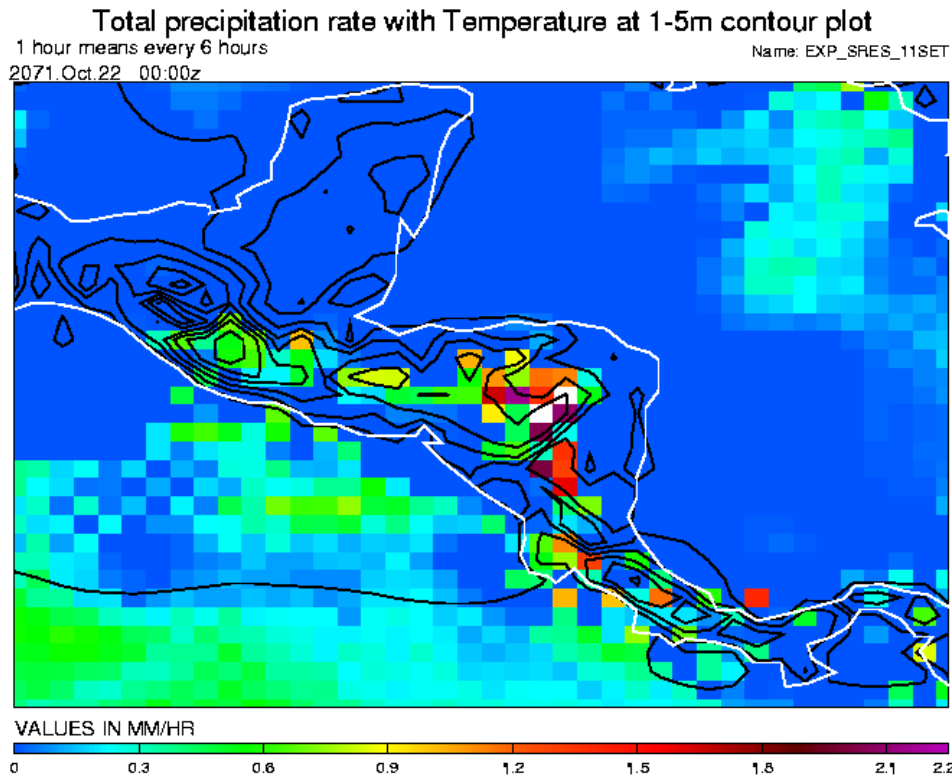 Total precipitation rate with Temperature at 1-5m contour plot
1 hour means every 6 hours
Name: EXP_SRES_11SET
2071.Oct.22 00:00z
VALUES IN MM/HR
0 0.3 0.6 0.9 1.2 1.5 1.8 2.1 2.2